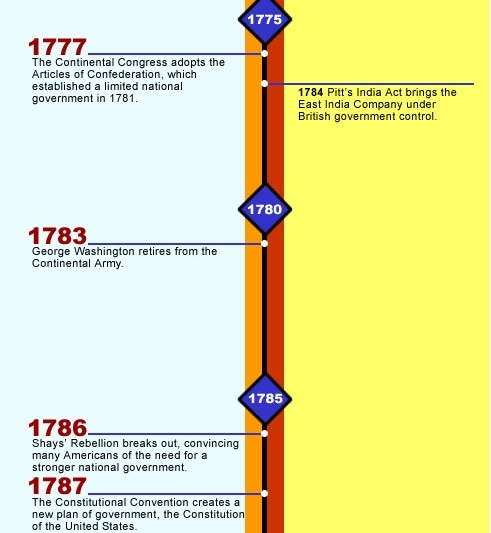 1775
1777
The Continental Congress adopts the
Articles of Confederation, which
established a limited national
government in 1781.
1784 Pitt's India Act brings the
East India Company under
British government control.
1780
1783
George Washington retires from the
Continental Army.
1785
1786
Shays' Rebellion breaks out, convincing
many Americans of the need for a
stronger national government.
1787
The Constitutional Convention creates a
new plan of government, the Constitution
of the United States.